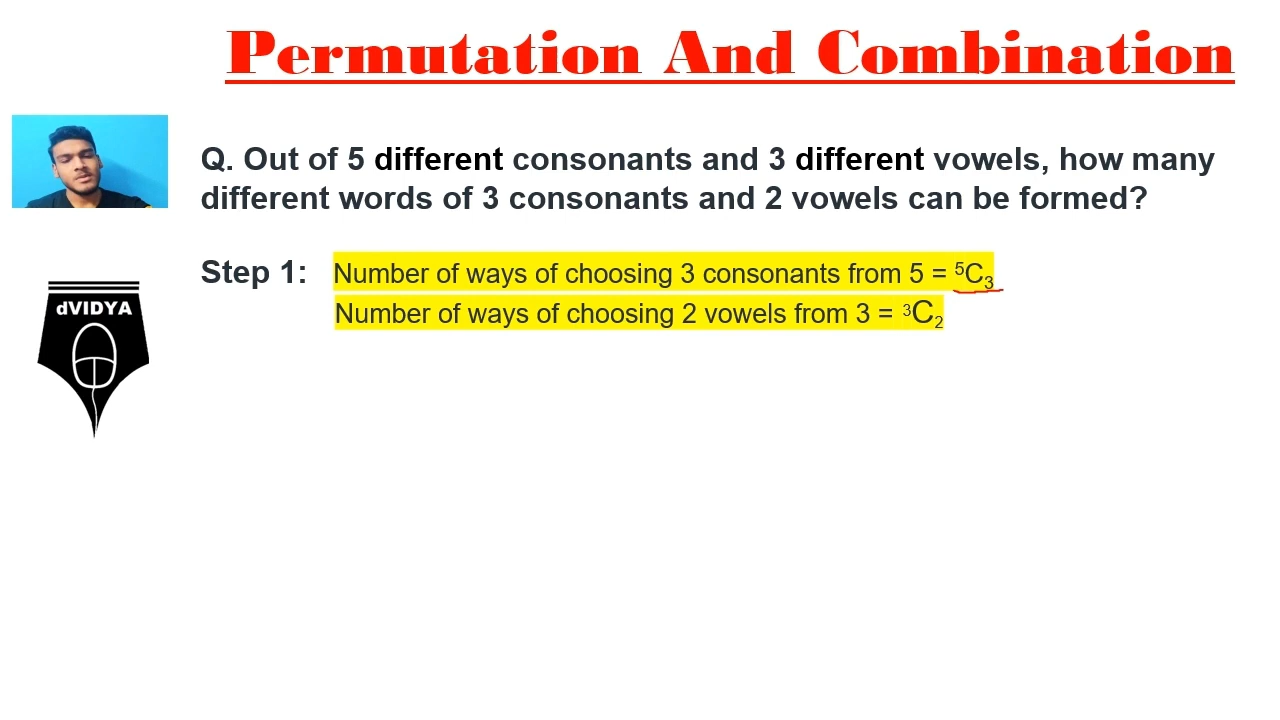 Permutation And Combination
Q. Out of 5 different consonants and 3 different vowels, how many
different words of 3 consonants and 2 vowels can be formed?
Step 1: Number of ways of choosing 3 consonants from 5 = ⁵C₃
Number of ways of choosing 2 vowels from 3 = ³C₂
dVIDYA